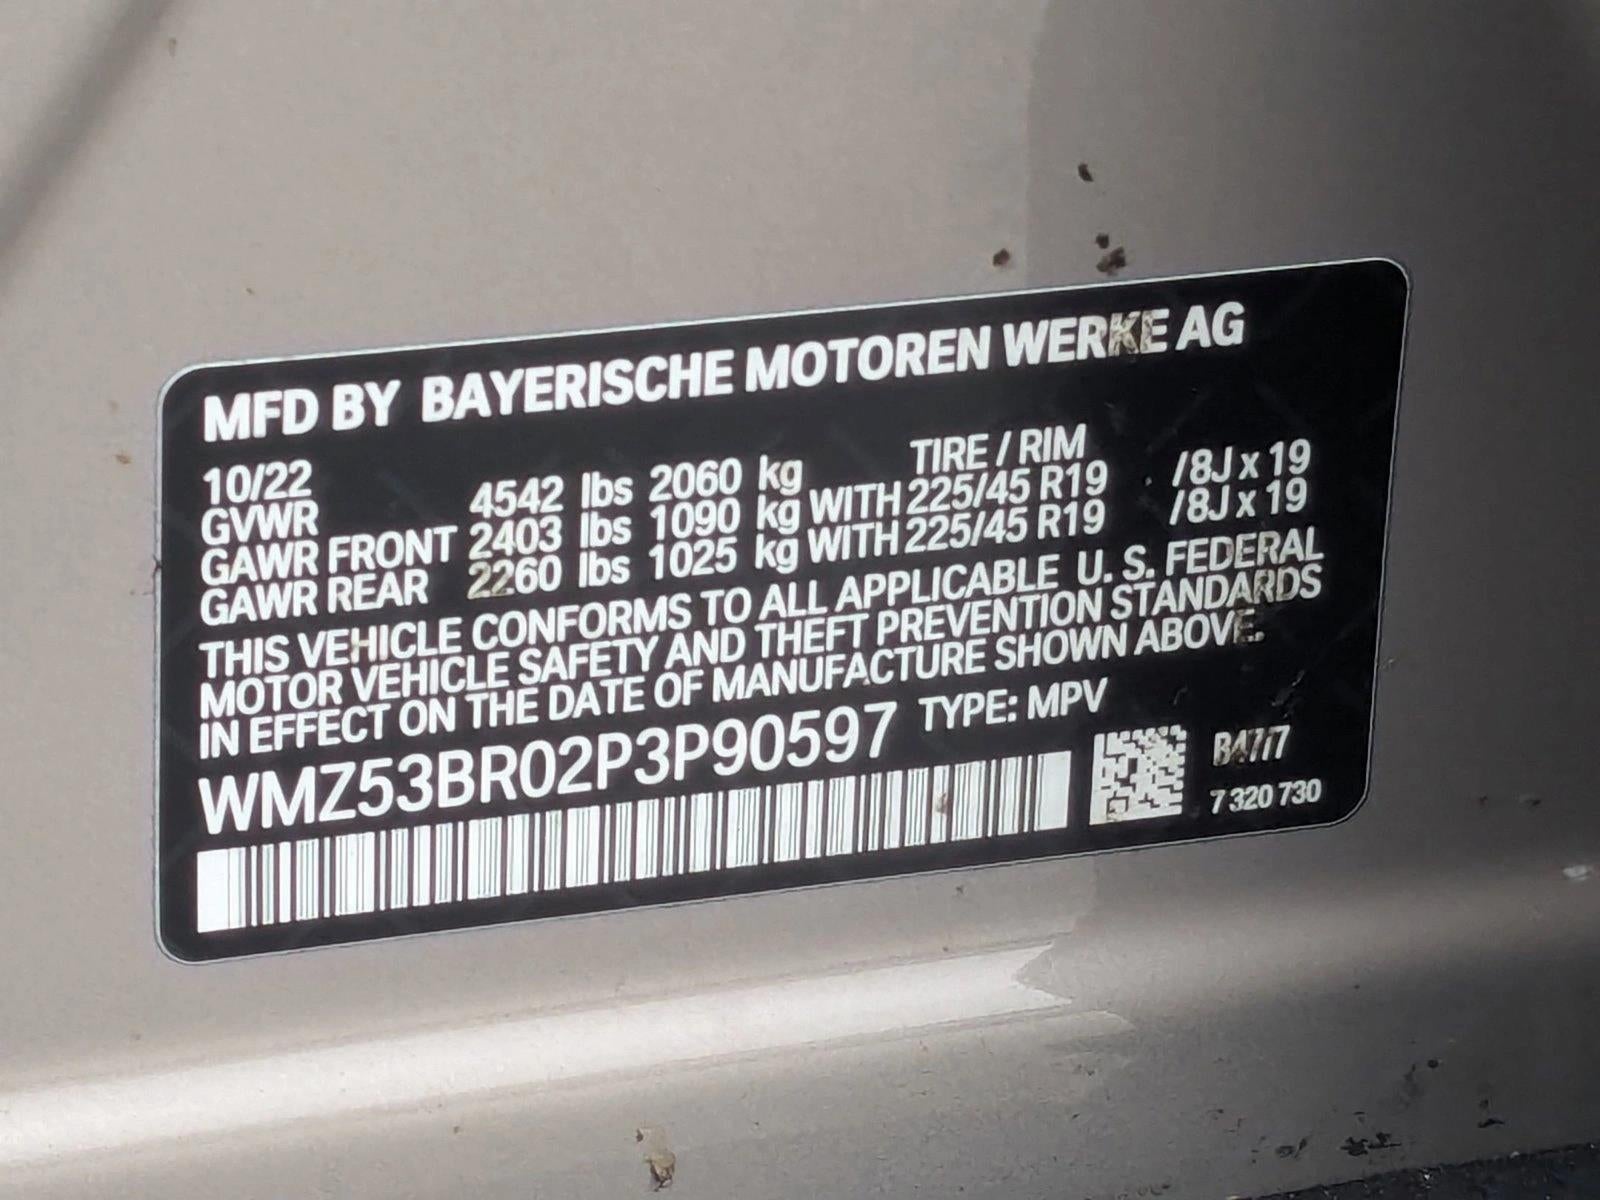 MFD BY BAYERISCHE MOTOREN WERKE AG
10/22 TIRE / RIM
GVWR 4542 lbs 2060 kg
GAWR FRONT 2403 lbs 1090 kg WITH 225/45 R19 /8J x 19
GAWR REAR 2260 lbs 1025 kg WITH 225/45 R19 /8J x 19
THIS VEHICLE CONFORMS TO ALL APPLICABLE U. S. FEDERAL
MOTOR VEHICLE SAFETY AND THEFT PREVENTION STANDARDS
IN EFFECT ON THE DATE OF MANUFACTURE SHOWN ABOVE.
WMZ53BR02P3P90597 TYPE: MPV
7 320 730